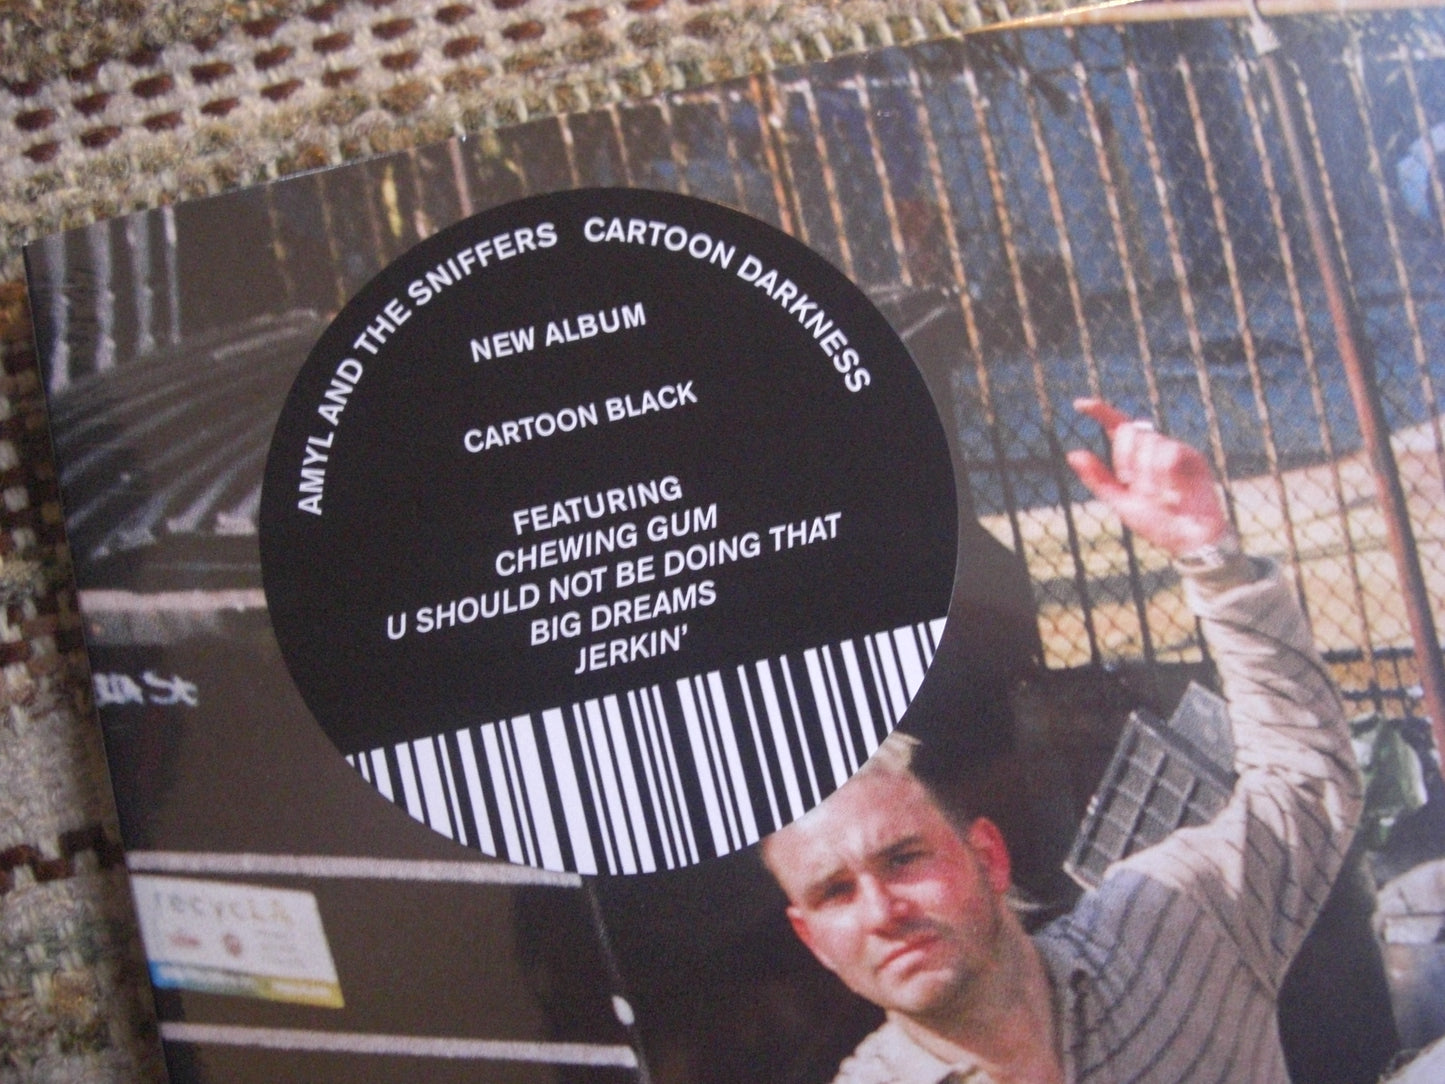 AMYL AND THE SNIFFERS CARTOON DARKNESS
NEW ALBUM
CARTOON BLACK
FEATURING
CHEWING GUM
U SHOULD NOT BE DOING THAT
BIG DREAMS
JERKIN'
St